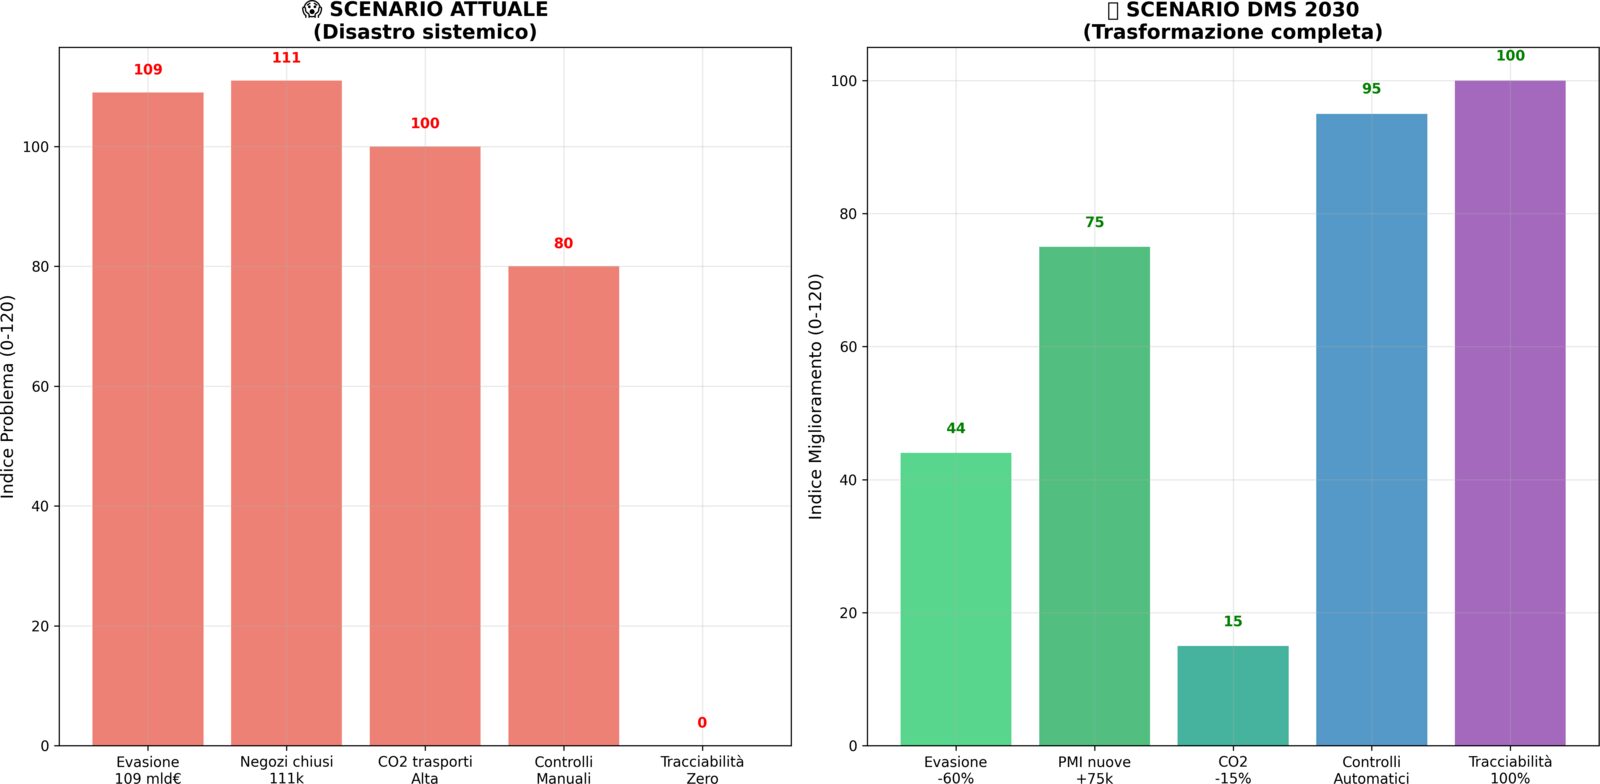 😱 SCENARIO ATTUALE
(Disastro sistemico)
Indice Problema (0-120)
100
80
60
40
20
0
109
111
100
80
0
Evasione
109 mld€
Negozi chiusi
111k
CO2 trasporti
Alta
Controlli
Manuali
Tracciabilità
Zero
SCENARIO DMS 2030
(Trasformazione completa)
Indice Miglioramento (0-120)
100
80
60
40
20
0
44
75
15
95
100
Evasione
-60%
PMI nuove
+75k
CO2
-15%
Controlli
Automatici
Tracciabilità
100%